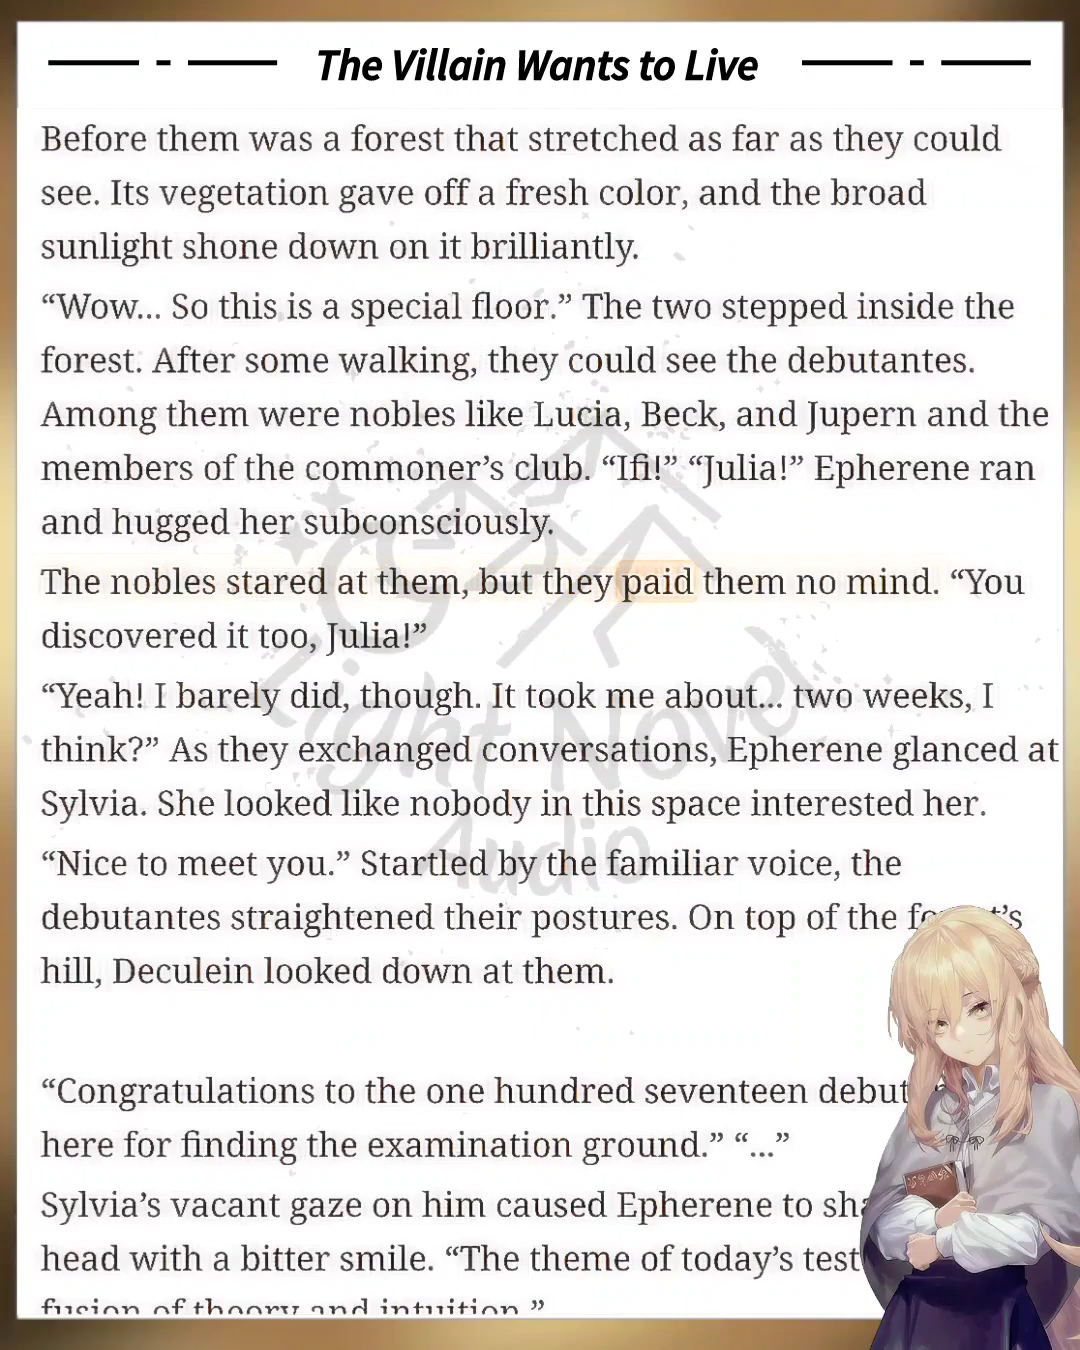 The Villain Wants to Live
Before them was a forest that stretched as far as they could
see. Its vegetation gave off a fresh color, and the broad
sunlight shone down on it brilliantly.
“Wow... So this is a special floor.” The two stepped inside the
forest. After some walking, they could see the debutantes.
Among them were nobles like Lucia, Beck, and Jupern and the
members of the commoner’s club. “Ifi!” “Julia!” Epherene ran
and hugged her subconsciously.
The nobles stared at them, but they paid them no mind. “You
discovered it too, Julia!”
“Yeah! I barely did, though. It took me about... two weeks, I
think?” As they exchanged conversations, Epherene glanced at
Sylvia. She looked like nobody in this space interested her.
“Nice to meet you.” Startled by the familiar voice, the
debutantes straightened their postures. On top of the
hill, Deculein looked down at them.
“Congratulations to the one hundred seventeen
here for finding the examination ground.” “...”
Sylvia’s vacant gaze on him caused Epherene to
head with a bitter smile. “The theme of today’s test
fusion of theory and intuition.”
Light Novel
Audio